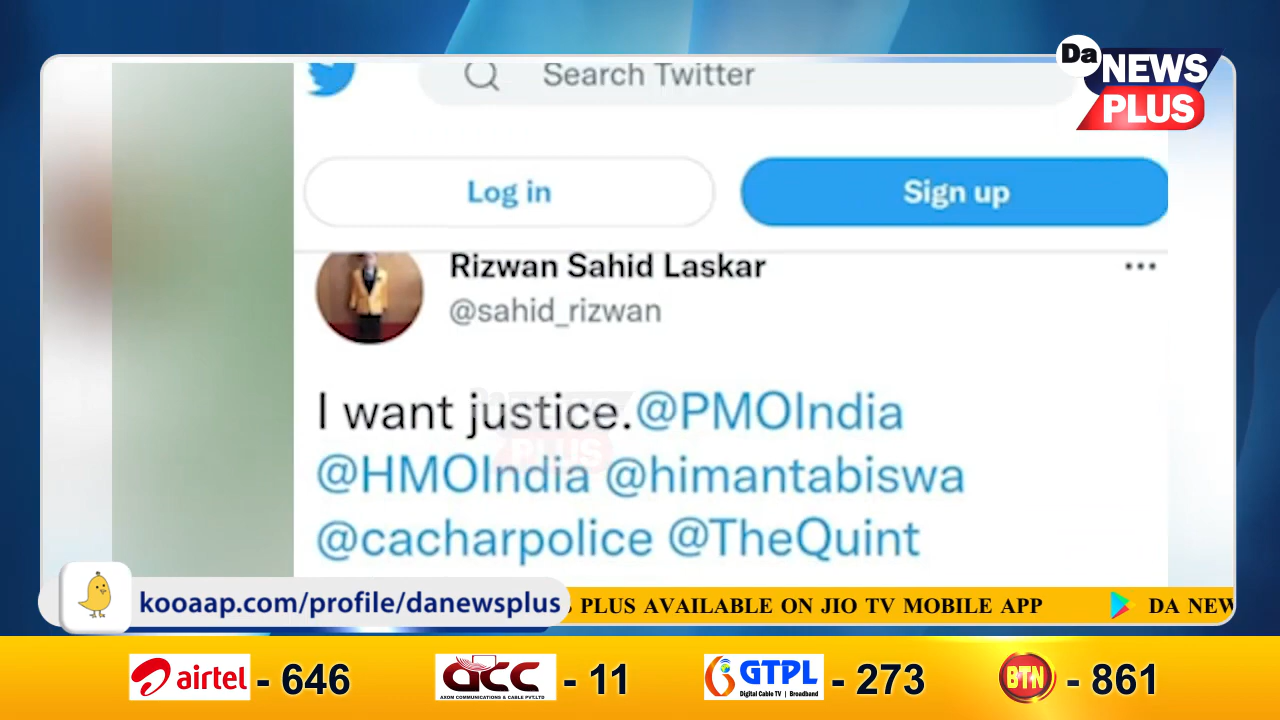 Search Twitter
Da
NEWS
PLUS
Log in
Sign up
Rizwan Sahid Laskar
@sahid_rizwan
I want justice.@PMOIndia
@HMOIndia @himantabiswa
@cacharpolice @TheQuint
PLUS
kooaap.com/profile/danewsplus
PLUS AVAILABLE ON JIO TV MOBILE APP
DA NEW
airtel - 646
acc - 11
AXOM COMMUNICATIONS & CABLE PVT.LTD
GTPL - 273
Digital Cable TV | Broadband
BTN - 861